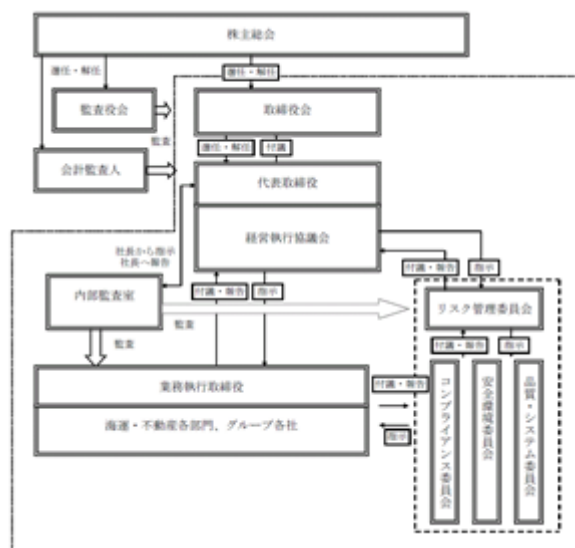 株主総会
選任・解任
選任・解任
監査役会
取締役会
監査
選任・解任
付議
会計監査人
代表取締役
経営執行協議会
社長から指示
社長へ報告
付議・報告
指示
付議・報告
指示
内部監査室
リスク管理委員会
監査
監査
付議・報告
指示
業務執行取締役
付議・報告
海運・不動産各部門、グループ各社
指示
コンプライアンス委員会
安全環境委員会
品質・システム委員会